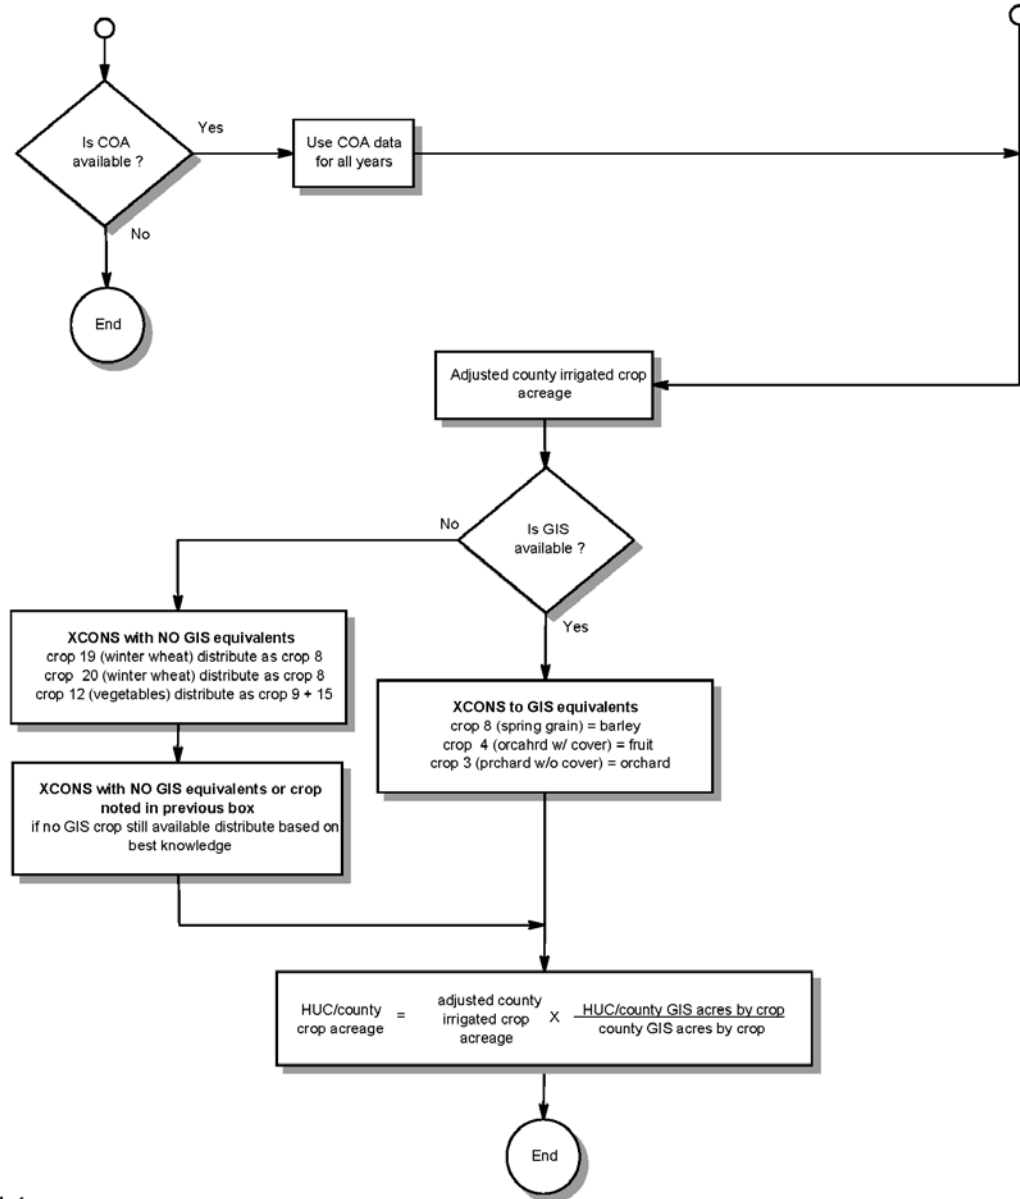 Is COA
available ?
Yes
Use COA data
for all years
No
End
Adjusted county irrigated crop
acreage
Is GIS
available ?
No
Yes
XCONS with NO GIS equivalents
crop 19 (winter wheat) distribute as crop 8
crop 20 (winter wheat) distribute as crop 8
crop 12 (vegetables) distribute as crop 9 + 15
XCONS to GIS equivalents
crop 8 (spring grain) = barley
crop 4 (orcahrd w/ cover) = fruit
crop 3 (prchard w/o cover) = orchard
XCONS with NO GIS equivalents or crop
noted in previous box
if no GIS crop still available distribute based on
best knowledge
HUC/county
crop acreage
=
adjusted county
irrigated crop
acreage
X
HUC/county GIS acres by crop
county GIS acres by crop
End